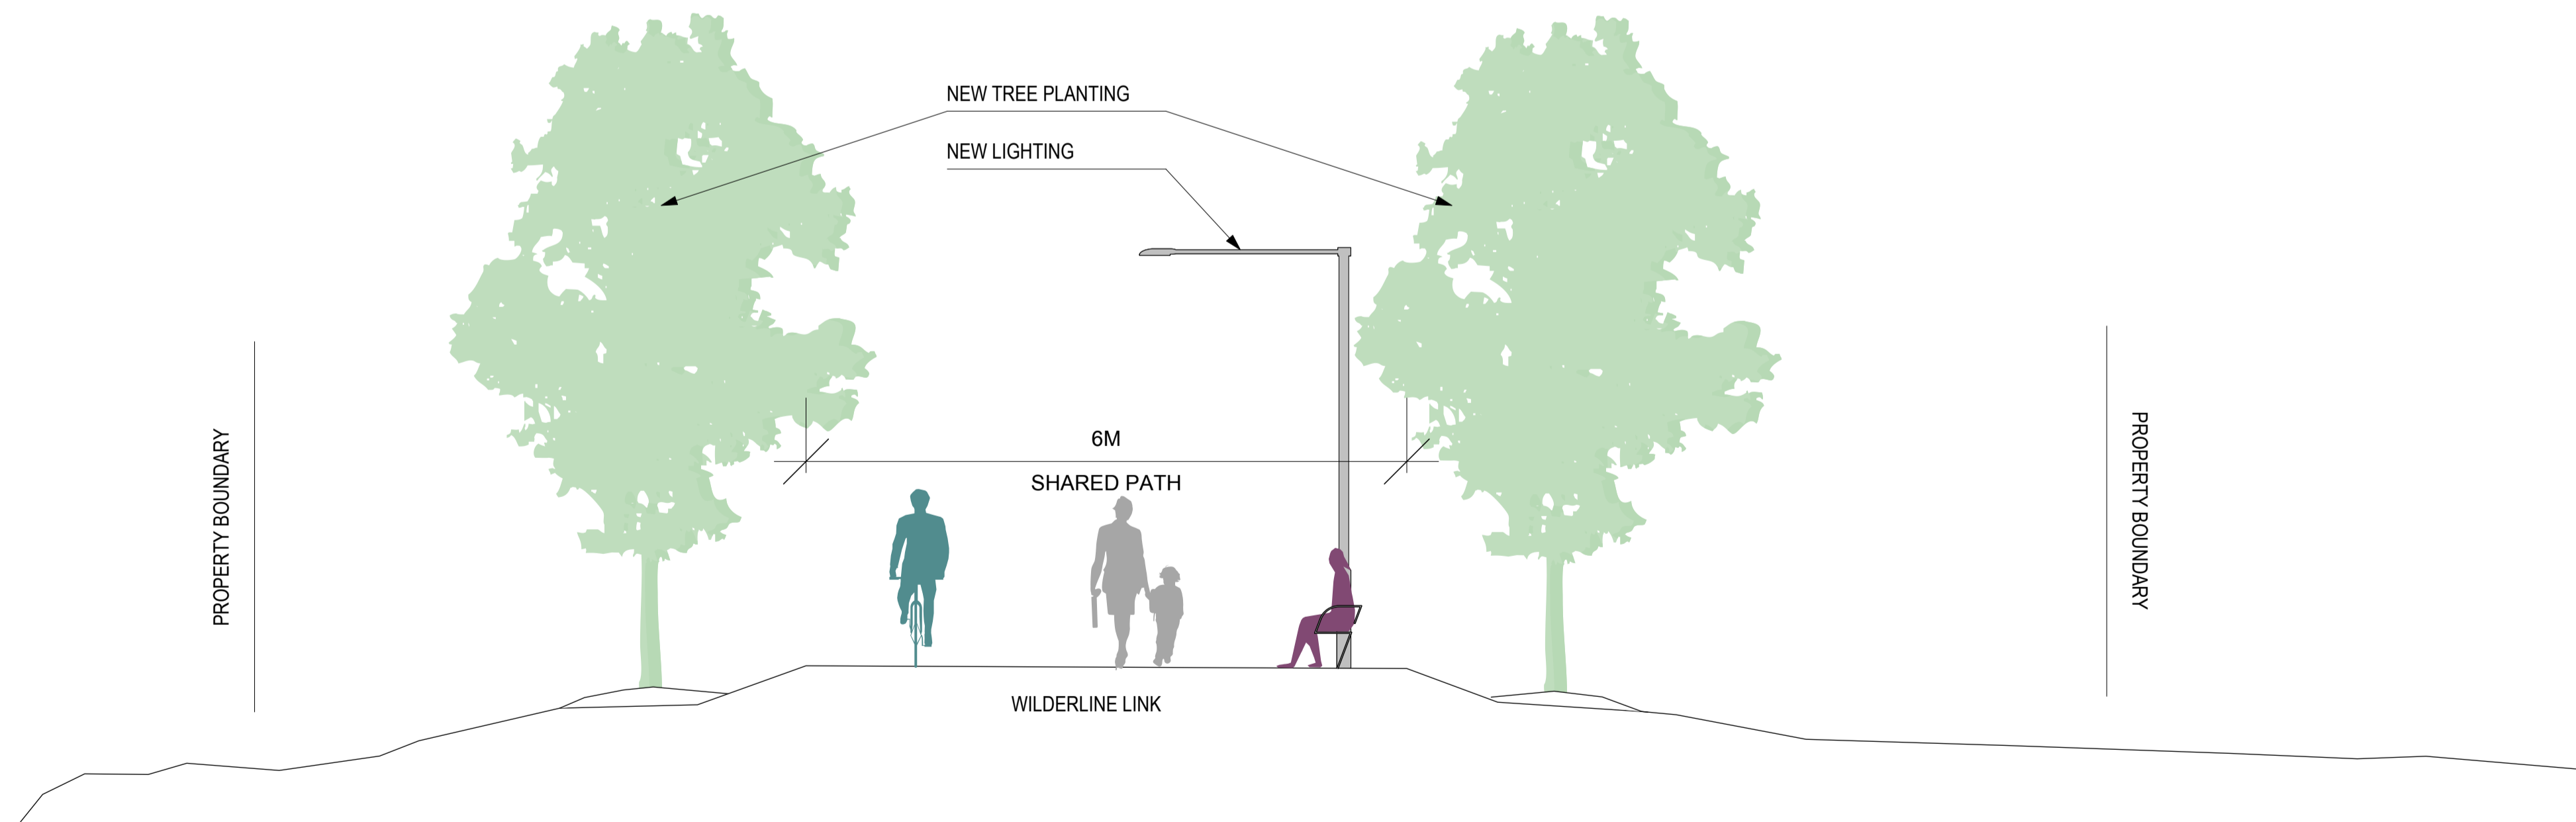 NEW TREE PLANTING
NEW LIGHTING
PROPERTY BOUNDARY
6M
SHARED PATH
PROPERTY BOUNDARY
WILDERLINE LINK